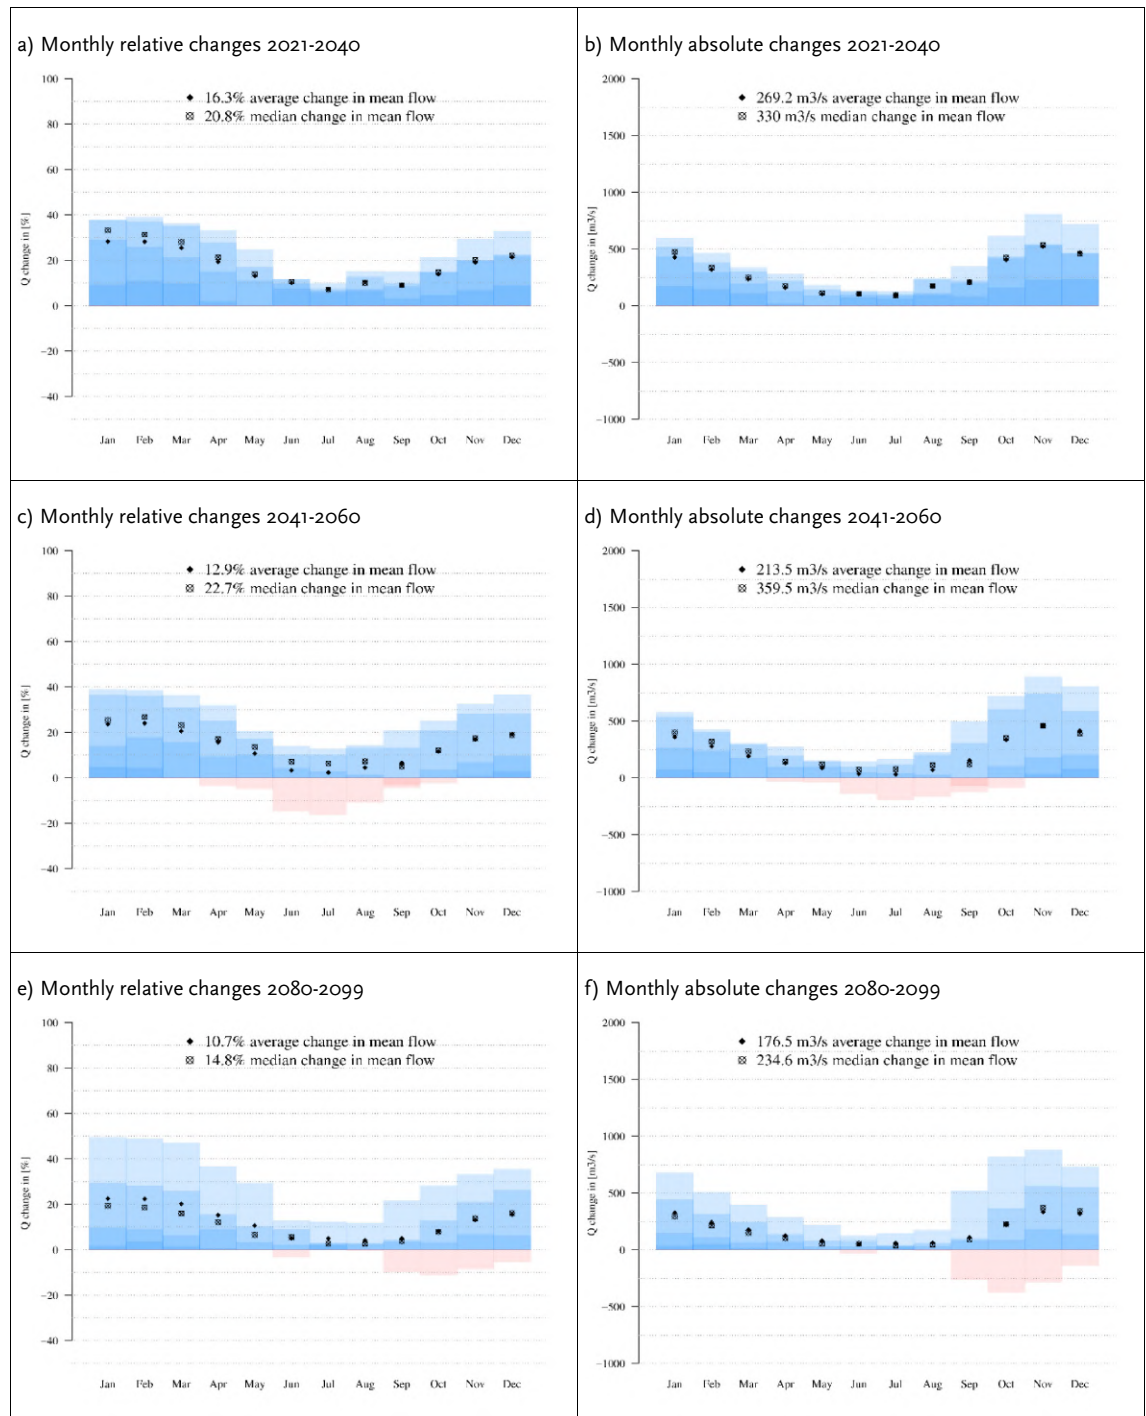 a) Monthly relative changes 2021-2040
100
80
60
40
20
0
−20
−40
Q change in [%]
◆ 16.3% average change in mean flow
⊠ 20.8% median change in mean flow
Jan Feb Mar Apr May Jun Jul Aug Sep Oct Nov Dec
b) Monthly absolute changes 2021-2040
2000
1500
1000
500
0
−500
−1000
Q change in [m3/s]
◆ 269.2 m3/s average change in mean flow
⊠ 330 m3/s median change in mean flow
Jan Feb Mar Apr May Jun Jul Aug Sep Oct Nov Dec
c) Monthly relative changes 2041-2060
100
80
60
40
20
0
−20
−40
Q change in [%]
◆ 12.9% average change in mean flow
⊠ 22.7% median change in mean flow
Jan Feb Mar Apr May Jun Jul Aug Sep Oct Nov Dec
d) Monthly absolute changes 2041-2060
2000
1500
1000
500
0
−500
−1000
Q change in [m3/s]
◆ 213.5 m3/s average change in mean flow
⊠ 359.5 m3/s median change in mean flow
Jan Feb Mar Apr May Jun Jul Aug Sep Oct Nov Dec
e) Monthly relative changes 2080-2099
100
80
60
40
20
0
−20
−40
Q change in [%]
◆ 10.7% average change in mean flow
⊠ 14.8% median change in mean flow
Jan Feb Mar Apr May Jun Jul Aug Sep Oct Nov Dec
f) Monthly absolute changes 2080-2099
2000
1500
1000
500
0
−500
−1000
Q change in [m3/s]
◆ 176.5 m3/s average change in mean flow
⊠ 234.6 m3/s median change in mean flow
Jan Feb Mar Apr May Jun Jul Aug Sep Oct Nov Dec